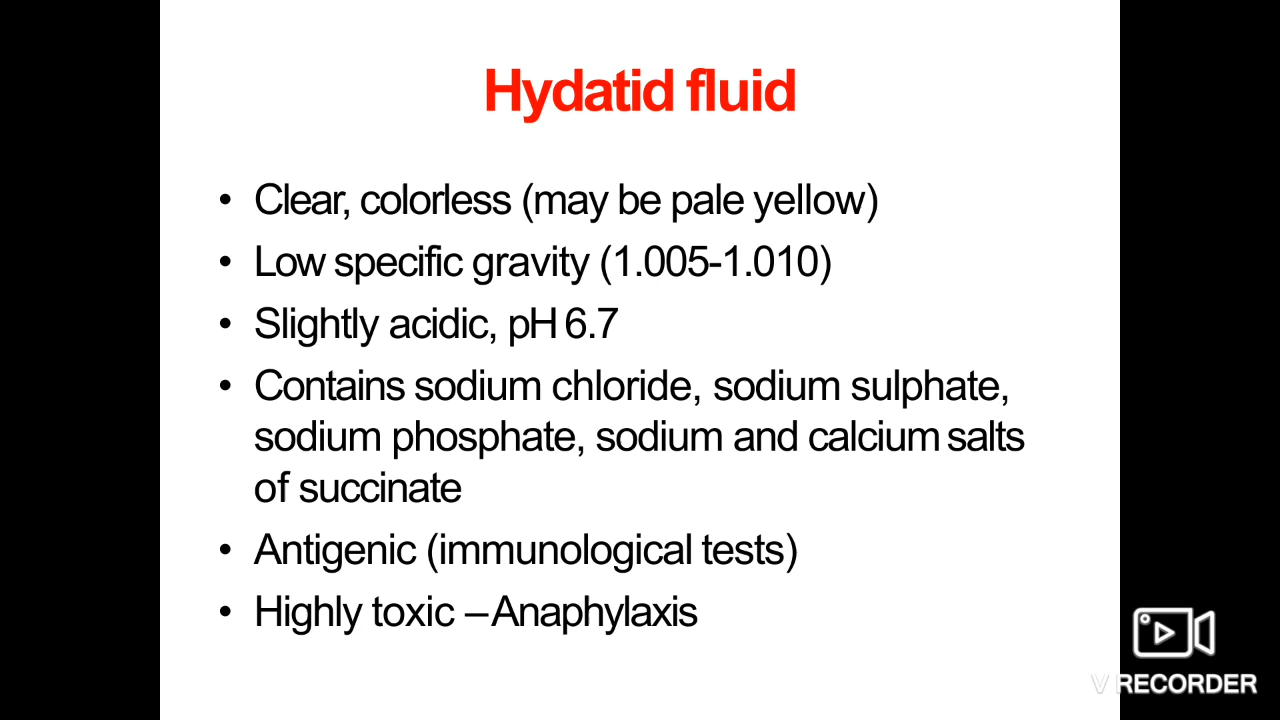 Hydatid fluid
• Clear, colorless (may be pale yellow)
• Low specific gravity (1.005-1.010)
• Slightly acidic, pH 6.7
• Contains sodium chloride, sodium sulphate,
sodium phosphate, sodium and calcium salts
of succinate
• Antigenic (immunological tests)
• Highly toxic –Anaphylaxis
V RECORDER